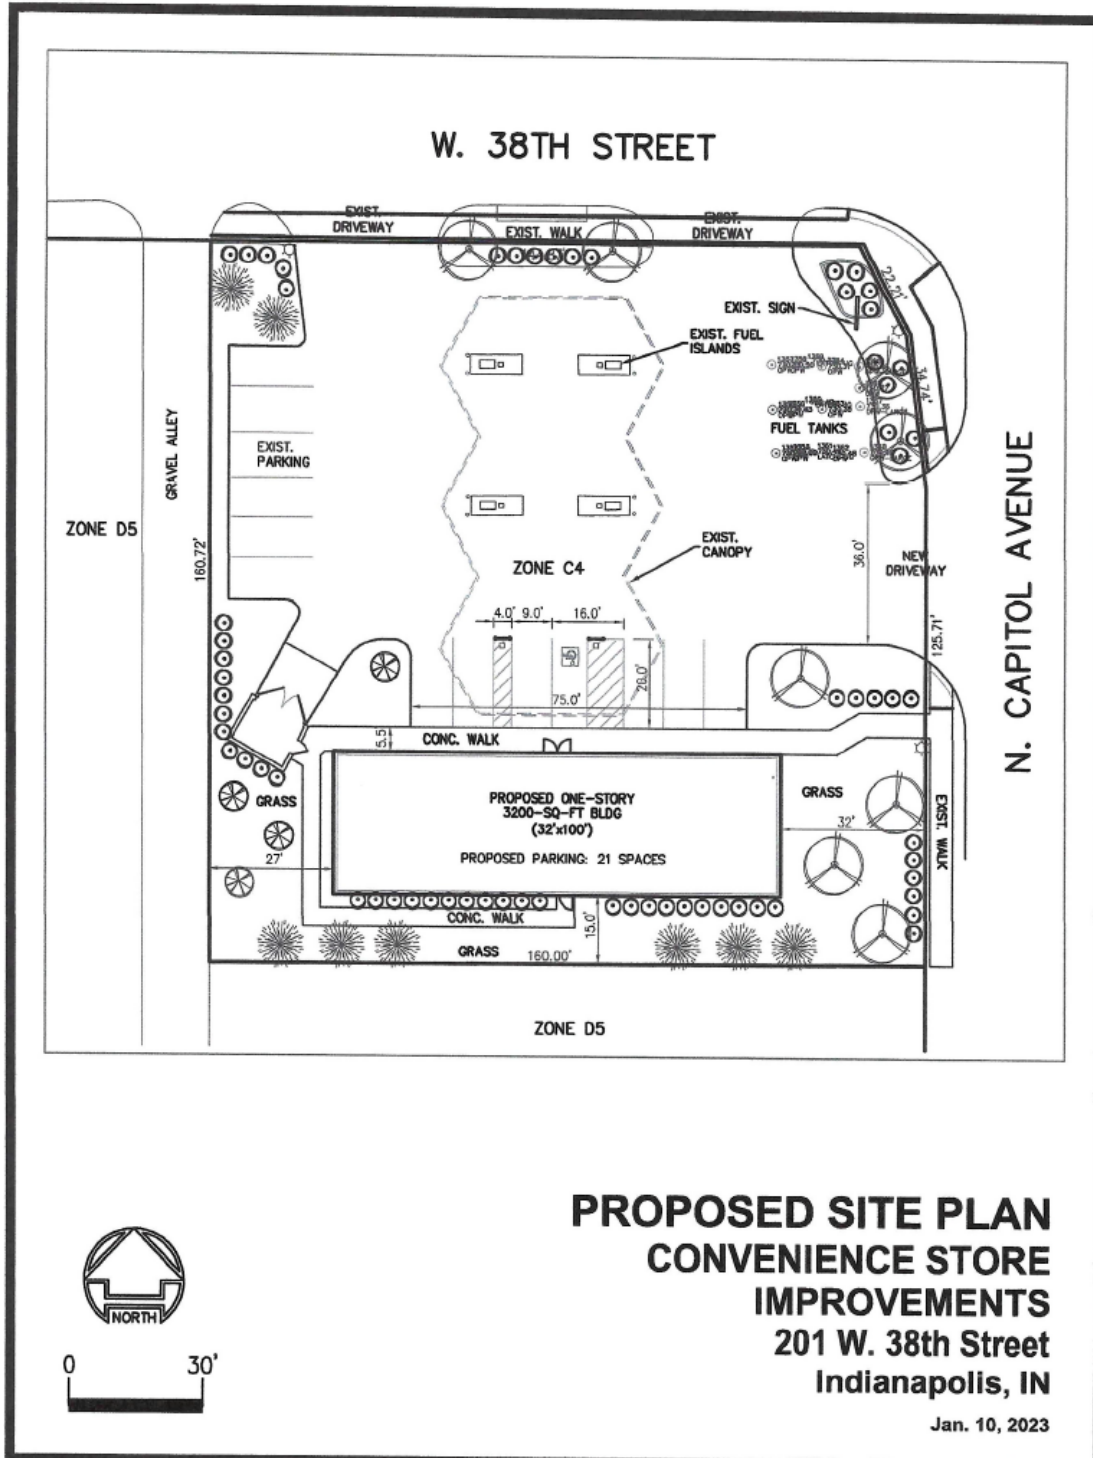 W. 38TH STREET
EXIST.
DRIVEWAY
EXIST. WALK
EXIST.
DRIVEWAY
22.21'
EXIST. SIGN
EXIST. FUEL
ISLANDS
34.74'
FUEL TANKS
GRAVEL ALLEY
EXIST.
PARKING
ZONE D5
160.72'
ZONE C4
EXIST.
CANOPY
36.0'
NEW
DRIVEWAY
N. CAPITOL AVENUE
125.71'
4.0'
9.0'
16.0'
20.0'
75.0'
5.5
CONC. WALK
GRASS
27'
PROPOSED ONE-STORY
3200-SQ-FT BLDG
(32'x100')
PROPOSED PARKING: 21 SPACES
GRASS
32'
EXIST. WALK
CONC. WALK
15.0'
GRASS
160.00'
ZONE D5
NORTH
0 30'
PROPOSED SITE PLAN
CONVENIENCE STORE
IMPROVEMENTS
201 W. 38th Street
Indianapolis, IN
Jan. 10, 2023